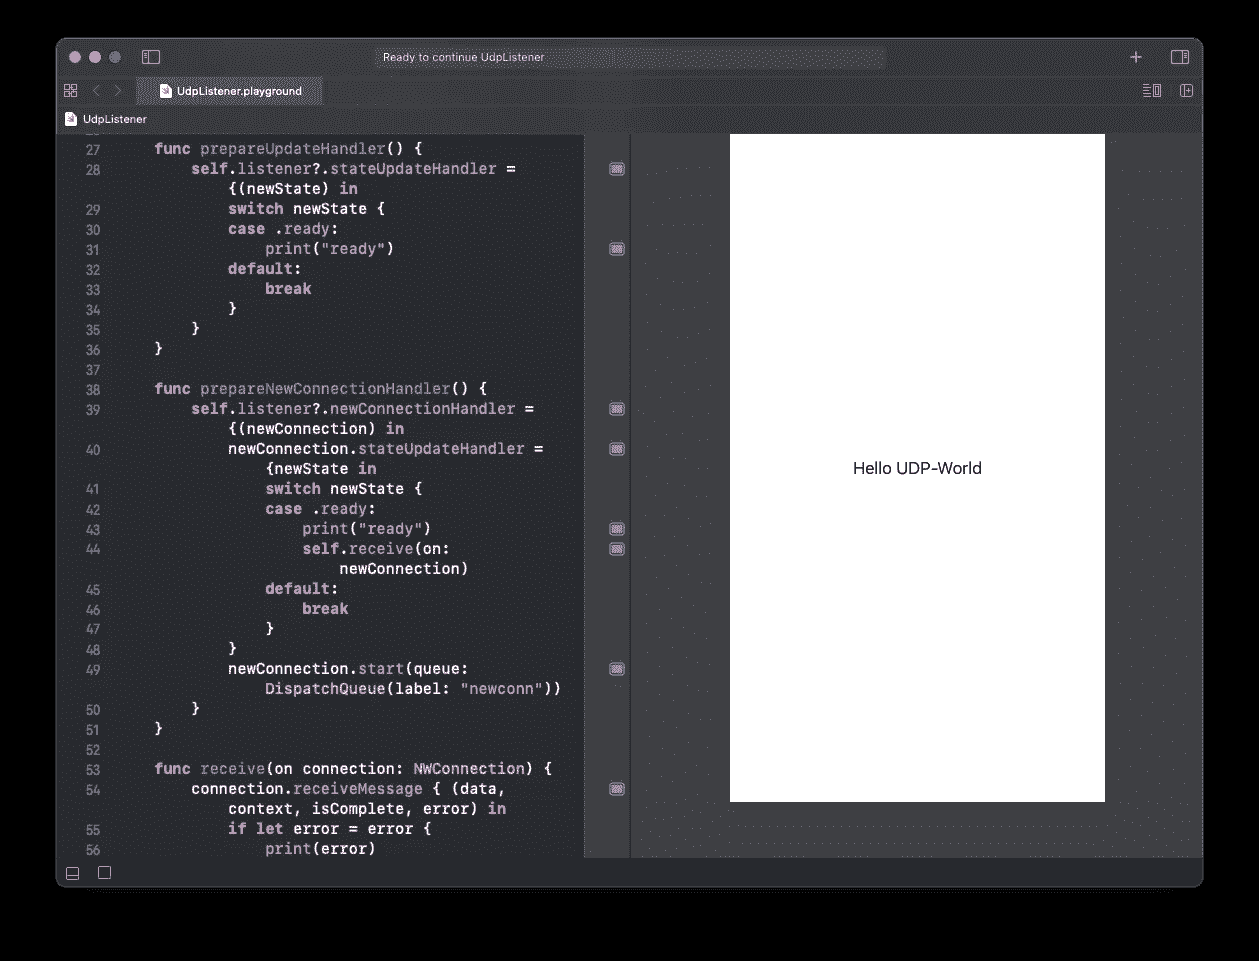 Ready to continue UdpListener
UdpListener.playground
UdpListener
27 func prepareUpdateHandler() {
28 self.listener?.stateUpdateHandler =
{(newState) in
29 switch newState {
30 case .ready:
31 print("ready")
32 default:
33 break
34 }
35 }
36 }
37
38 func prepareNewConnectionHandler() {
39 self.listener?.newConnectionHandler =
{(newConnection) in
40 newConnection.stateUpdateHandler =
{newState in
41 switch newState {
42 case .ready:
43 print("ready")
44 self.receive(on:
newConnection)
45 default:
46 break
47 }
48 }
49 newConnection.start(queue:
DispatchQueue(label: "newconn"))
50 }
51 }
52
53 func receive(on connection: NWConnection) {
54 connection.receiveMessage { (data,
context, isComplete, error) in
55 if let error = error {
56 print(error)
Hello UDP-World